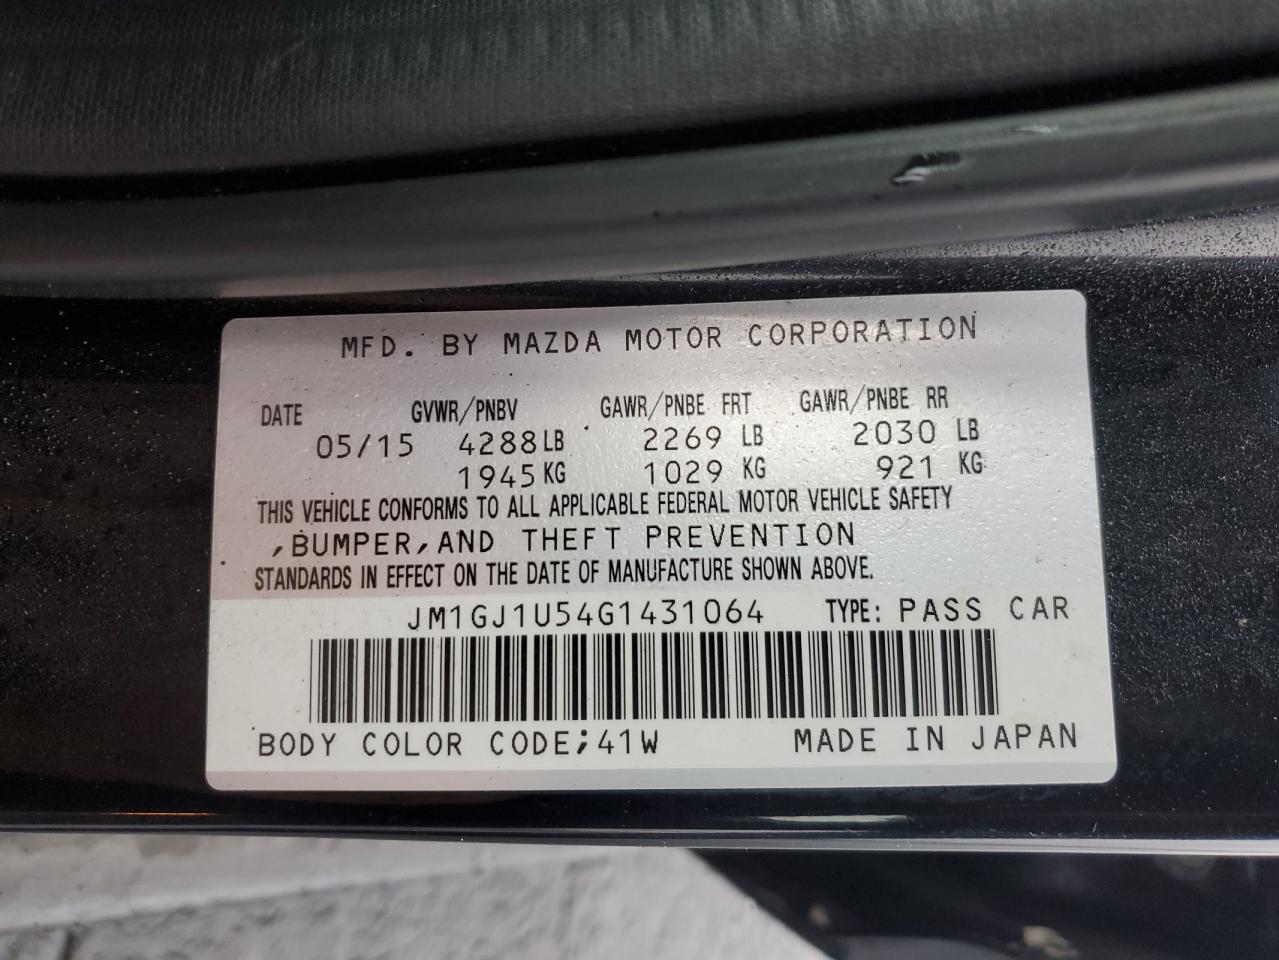 MFD. BY MAZDA MOTOR CORPORATION
DATE GVWR/PNBV GAWR/PNBE FRT GAWR/PNBE RR
05/15 4288 LB 2269 LB 2030 LB
1945 KG 1029 KG 921 KG
THIS VEHICLE CONFORMS TO ALL APPLICABLE FEDERAL MOTOR VEHICLE SAFETY
,BUMPER,AND THEFT PREVENTION
STANDARDS IN EFFECT ON THE DATE OF MANUFACTURE SHOWN ABOVE.
JM1GJ1U54G1431064 TYPE: PASS CAR
BODY COLOR CODE;41W MADE IN JAPAN